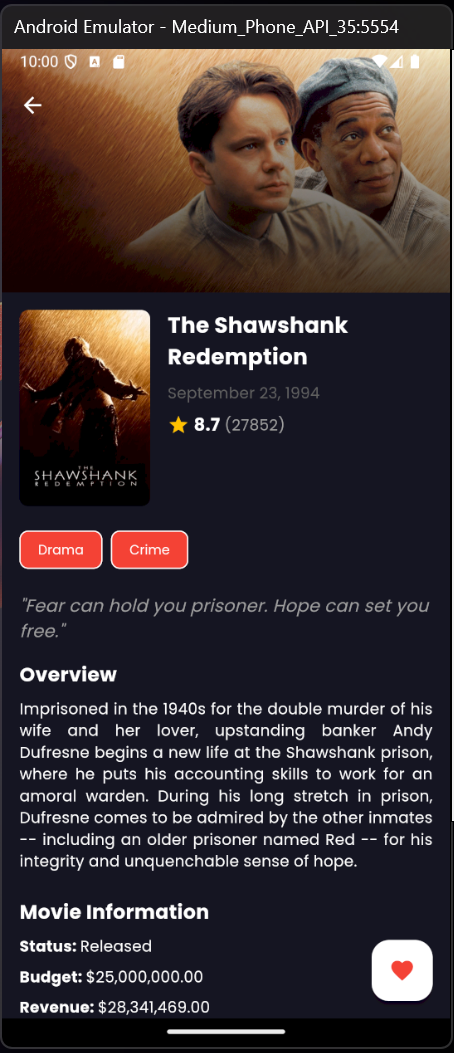 Android Emulator - Medium_Phone_API_35:5554
10:00 A
The Shawshank
Redemption
September 23, 1994
8.7 (27852)
THE
SHAWSHANK
REDEMPTION
Drama Crime
"Fear can hold you prisoner. Hope can set you
free."
Overview
Imprisoned in the 1940s for the double murder of his
wife and her lover, upstanding banker Andy
Dufresne begins a new life at the Shawshank prison,
where he puts his accounting skills to work for an
amoral warden. During his long stretch in prison,
Dufresne comes to be admired by the other inmates
-- including an older prisoner named Red -- for his
integrity and unquenchable sense of hope.
Movie Information
Status: Released
Budget: $25,000,000.00
Revenue: $28,341,469.00